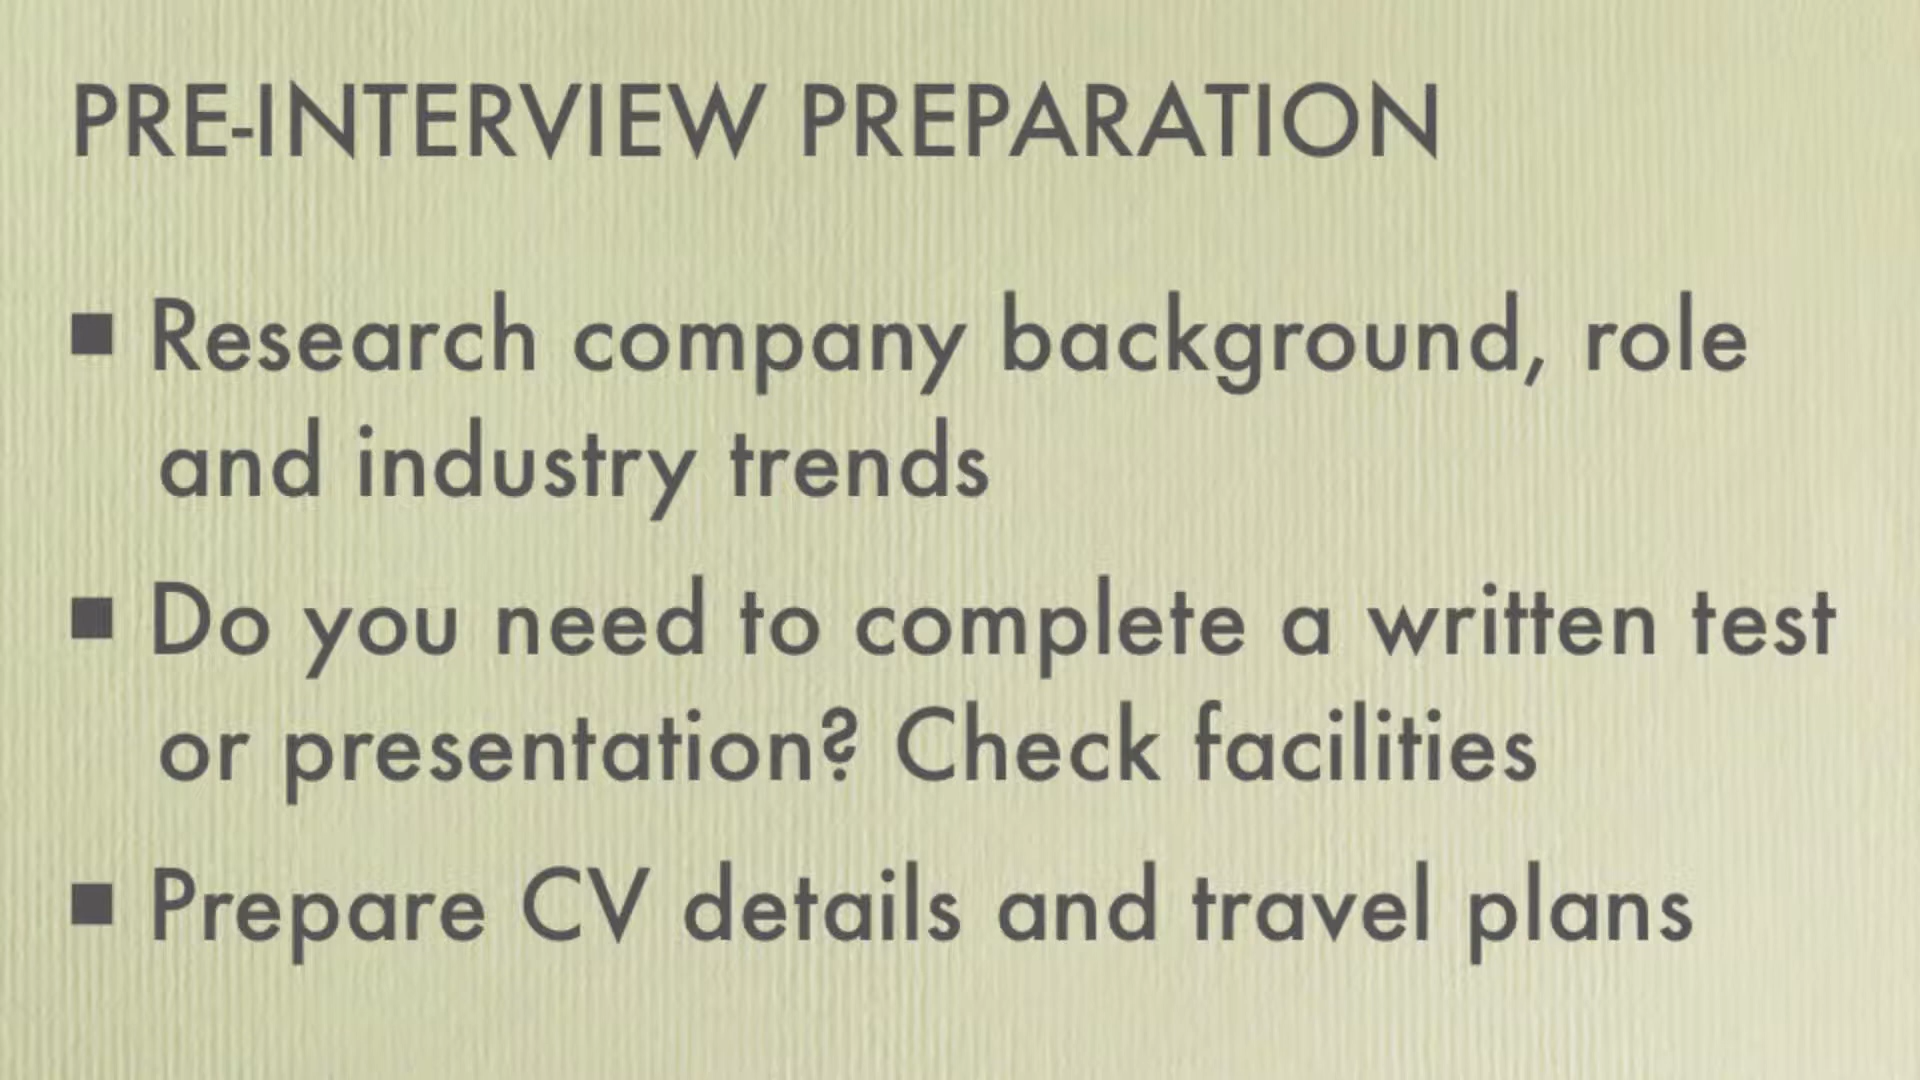 PRE-INTERVIEW PREPARATION
▪ Research company background, role
and industry trends
▪ Do you need to complete a written test
or presentation? Check facilities
▪ Prepare CV details and travel plans